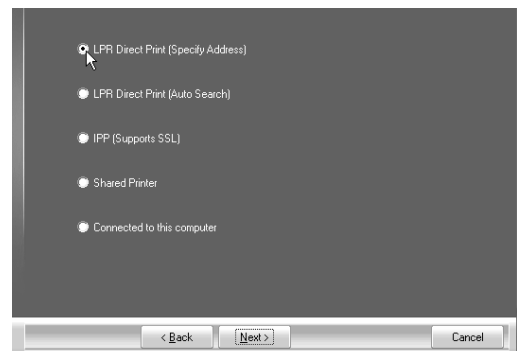 LPR Direct Print (Specify Address)
LPR Direct Print (Auto Search)
IPP (Supports SSL)
Shared Printer
Connected to this computer
< Back Next > Cancel